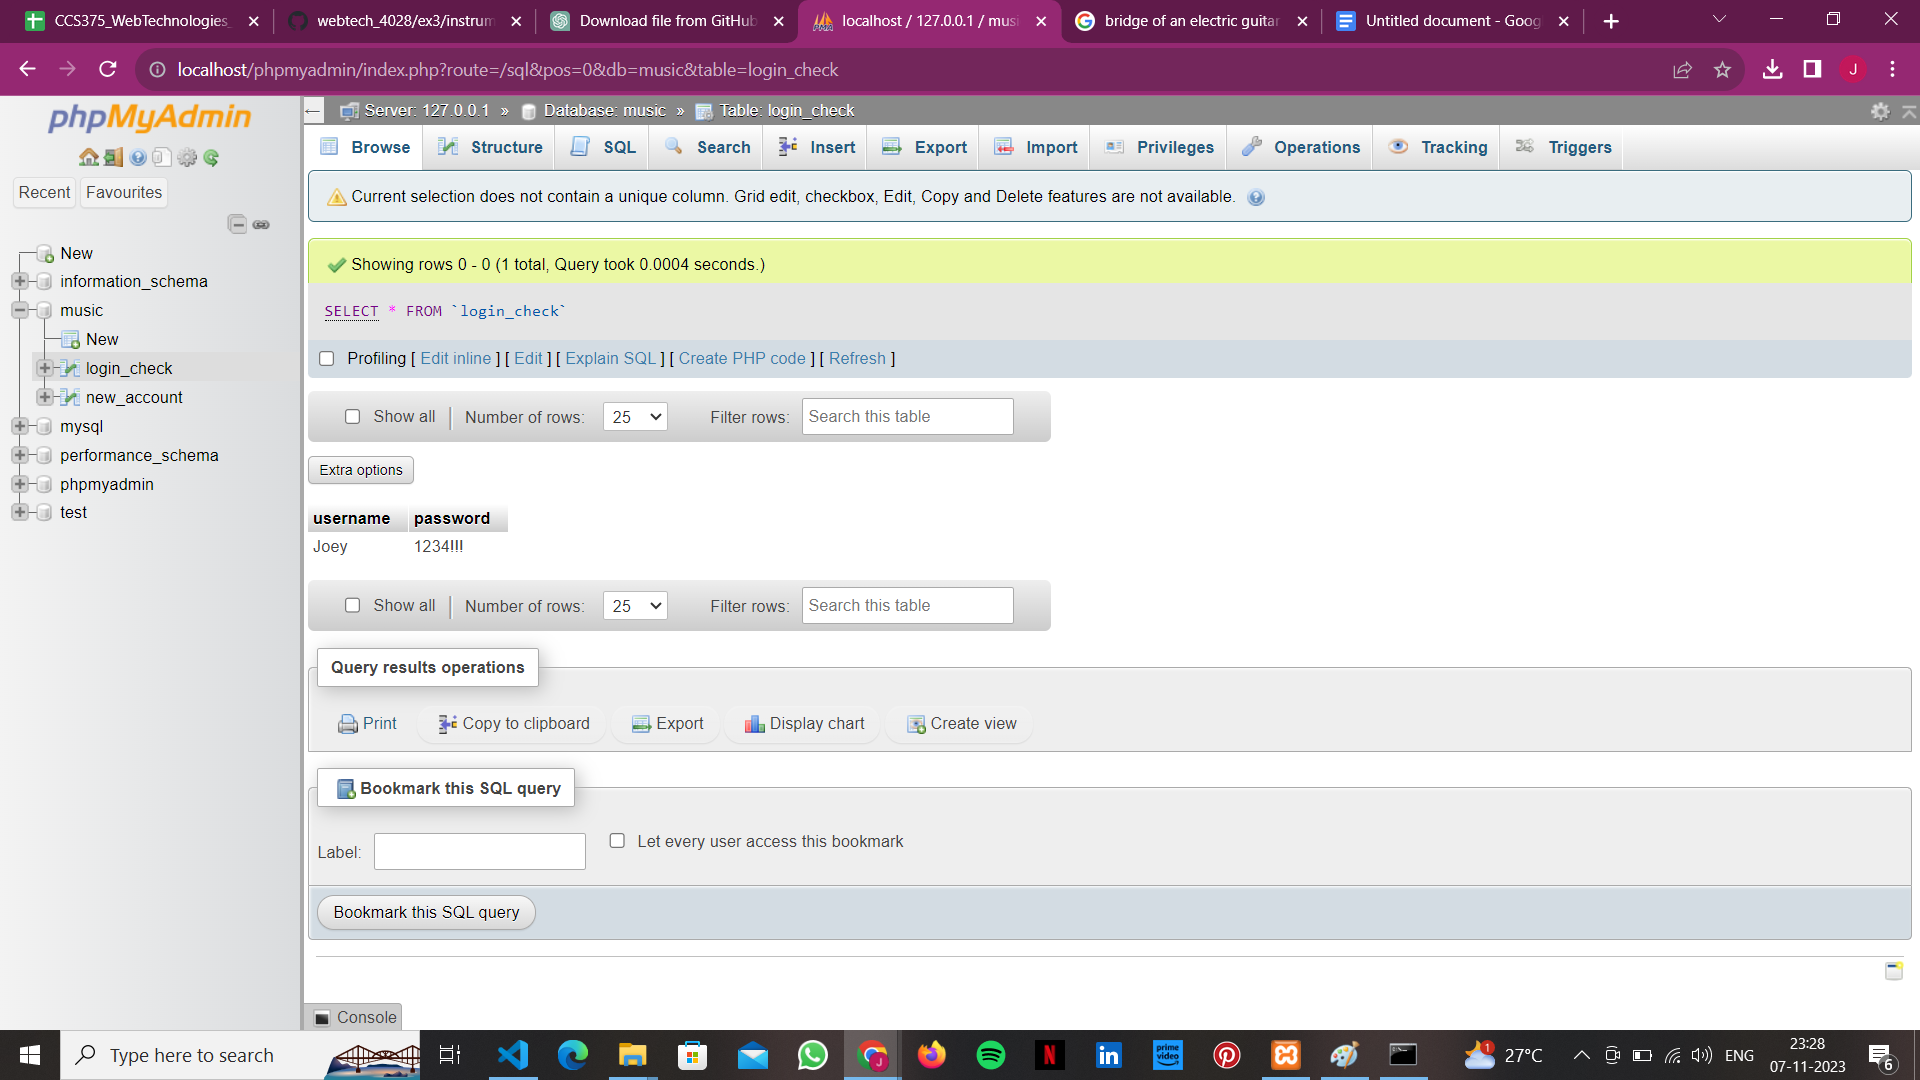 CCS375_WebTechnologies_
webtech_4028/ex3/instrum
Download file from GitHub
localhost / 127.0.0.1 / musi
bridge of an electric guitar
Untitled document - Goog
localhost/phpmyadmin/index.php?route=/sql&pos=0&db=music&table=login_check
J
phpMyAdmin
Recent
Favourites
New
information_schema
music
New
login_check
new_account
mysql
performance_schema
phpmyadmin
test
Server: 127.0.0.1 » Database: music » Table: login_check
Browse
Structure
SQL
Search
Insert
Export
Import
Privileges
Operations
Tracking
Triggers
Current selection does not contain a unique column. Grid edit, checkbox, Edit, Copy and Delete features are not available.
Showing rows 0 - 0 (1 total, Query took 0.0004 seconds.)
SELECT * FROM `login_check`
Profiling [ Edit inline ] [ Edit ] [ Explain SQL ] [ Create PHP code ] [ Refresh ]
Show all | Number of rows: 25 Filter rows: Search this table
Extra options
username password
Joey 1234!!!
Show all | Number of rows: 25 Filter rows: Search this table
Query results operations
Print
Copy to clipboard
Export
Display chart
Create view
Bookmark this SQL query
Label:
Let every user access this bookmark
Bookmark this SQL query
Console
Type here to search
prime video
1
27°C
ENG
23:28
07-11-2023
6